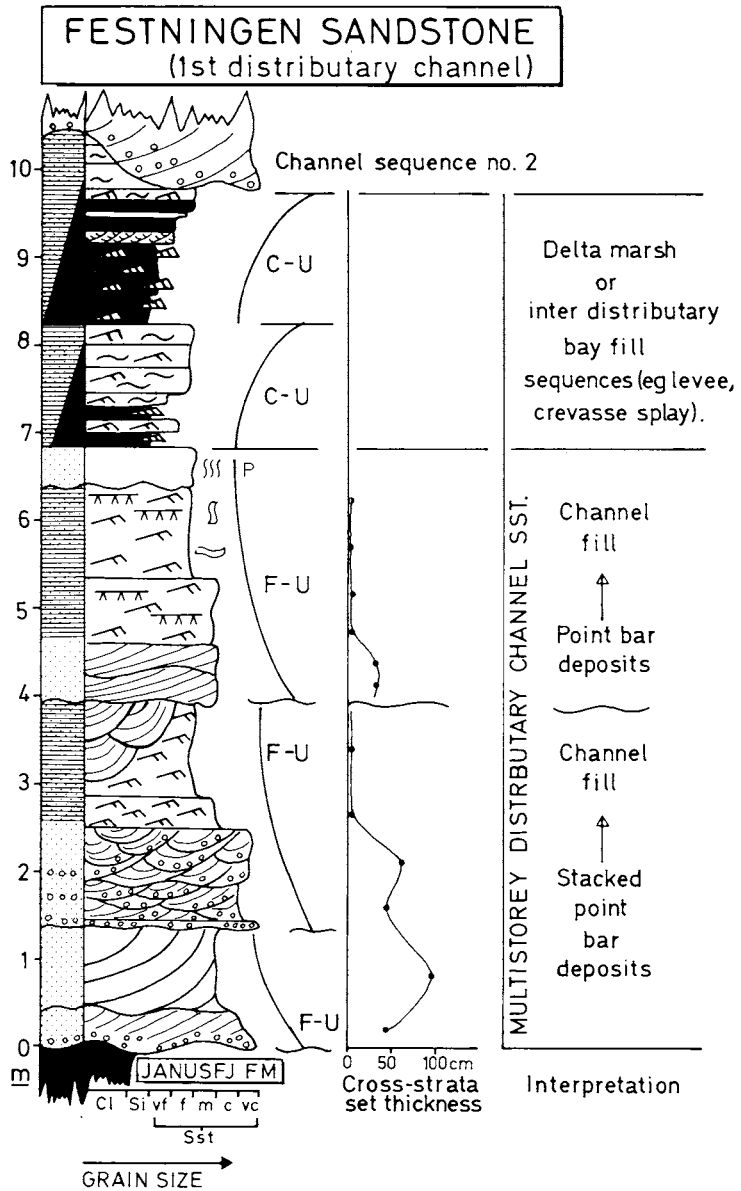 FESTNINGEN SANDSTONE
(1st distributary channel)
Channel sequence no. 2
10
9
8
7
6
5
4
3
2
1
0
m
C-U
C-U
P
F-U
F-U
F-U
JANUSFJ FM
Cl Si vf f m c vc
Sst
GRAIN SIZE
0 50 100cm
Cross-strata
set thickness
MULTISTOREY DISTRBUTARY CHANNEL SST.
Delta marsh
or
inter distributary
bay fill
sequences (eg levee,
crevasse splay).
Channel
fill
Point bar
deposits
Channel
fill
Stacked
point
bar
deposits
Interpretation